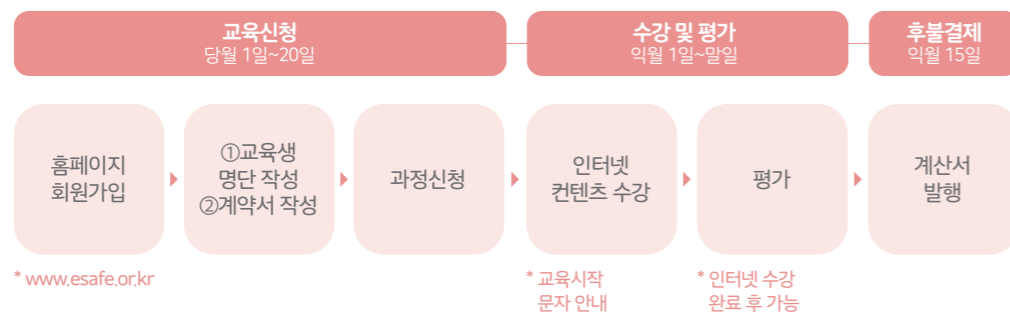 교육신청
당월 1일~20일
수강 및 평가
익월 1일~말일
후불결제
익월 15일
홈페이지
회원가입
①교육생
명단 작성
②계약서 작성
과정신청
인터넷
컨텐츠 수강
평가
계산서
발행
* www.esafe.or.kr
* 교육시작
문자 안내
* 인터넷 수강
완료 후 가능